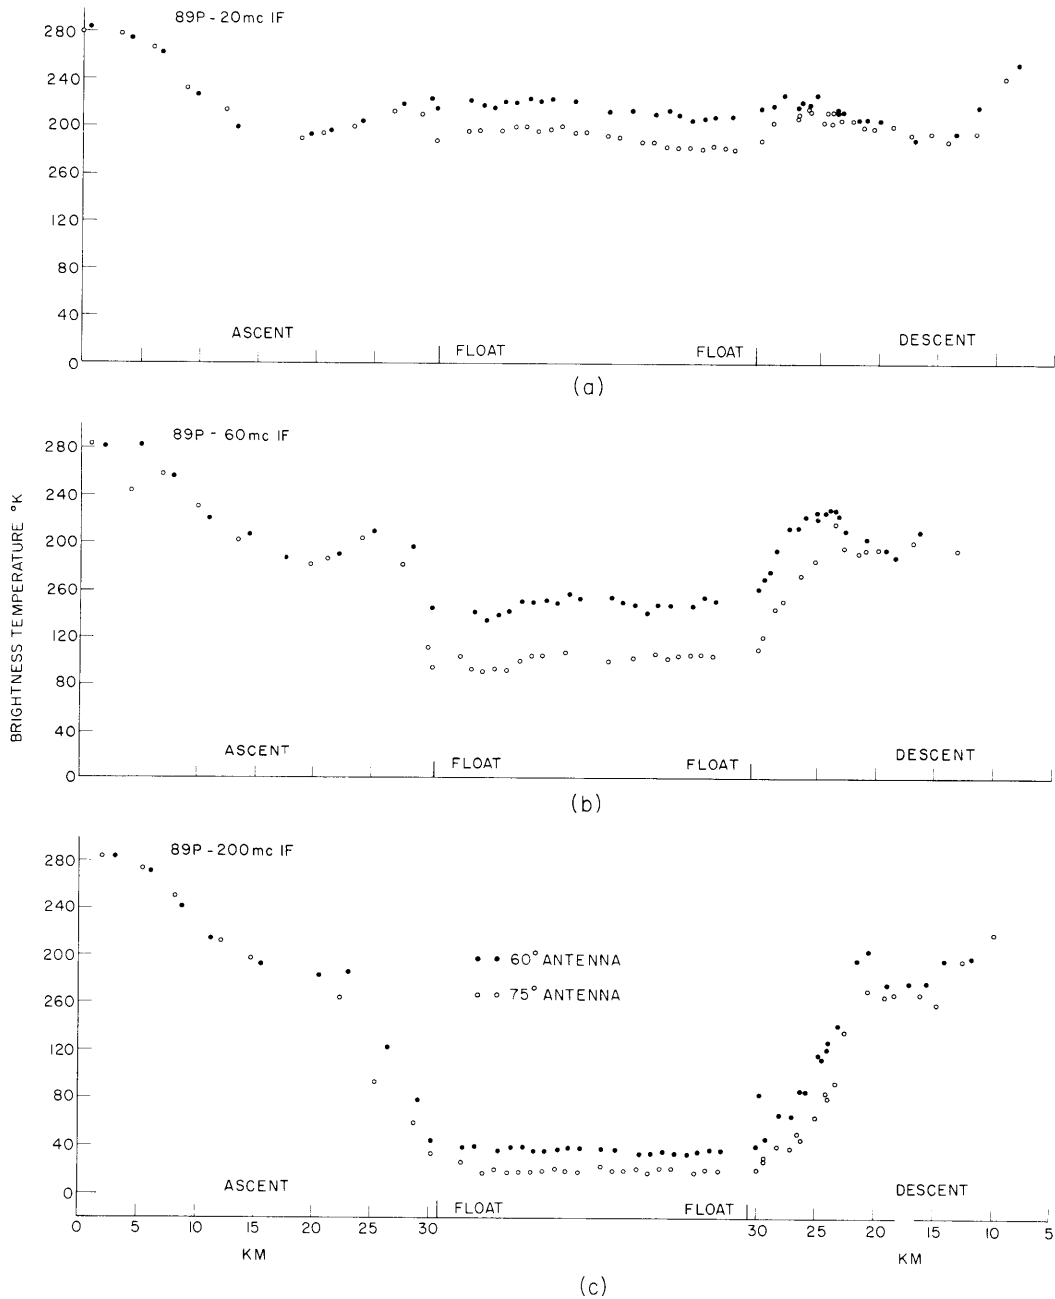 89P-20mc IF
280
240
200
260
120
80
40
0
ASCENT
FLOAT
FLOAT
DESCENT
(a)
BRIGHTNESS TEMPERATURE °K
89P - 60mc IF
280
240
200
260
120
80
40
0
ASCENT
FLOAT
FLOAT
DESCENT
(b)
89P-200mc IF
280
240
200
260
120
80
40
0
60° ANTENNA
75° ANTENNA
ASCENT
FLOAT
FLOAT
DESCENT
0 5 10 15 20 25 30 30 25 20 15 10 5
KM KM
(c)